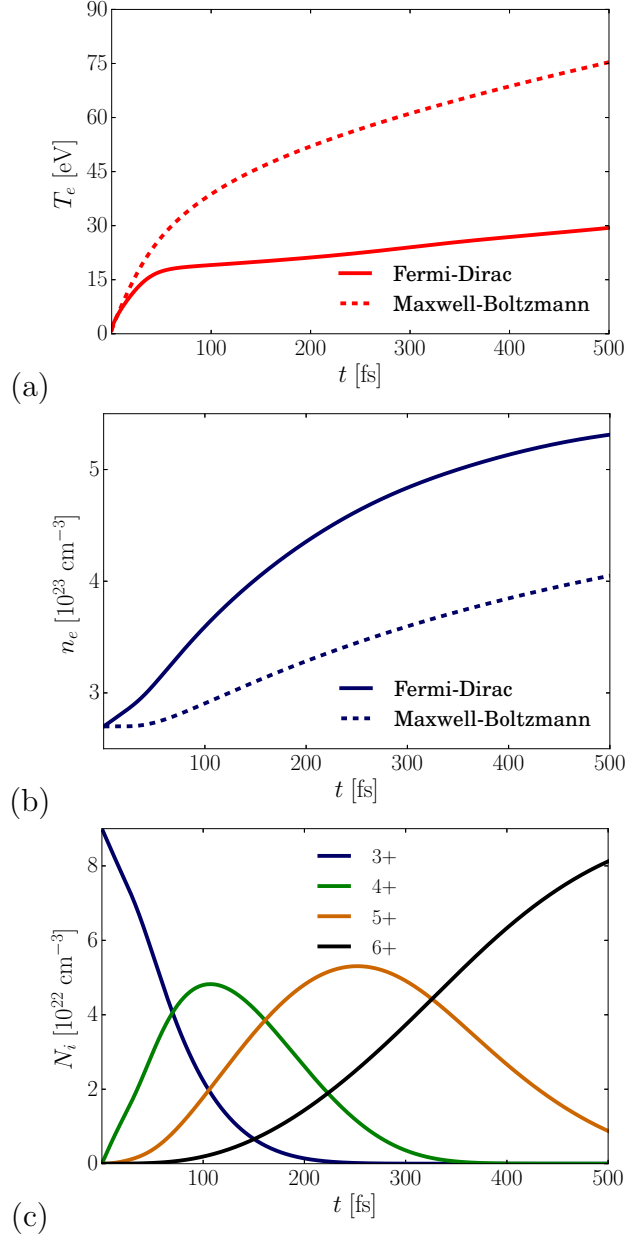 90
75
60
45
30
15
0
T_e [eV]
Fermi-Dirac
Maxwell-Boltzmann
100 200 300 400 500
t [fs]
(a)
5
4
3
n_e [10^23 cm^−3]
Fermi-Dirac
Maxwell-Boltzmann
100 200 300 400 500
t [fs]
(b)
8
6
4
2
0
N_i [10^22 cm^−3]
3+
4+
5+
6+
100 200 300 400 500
t [fs]
(c)